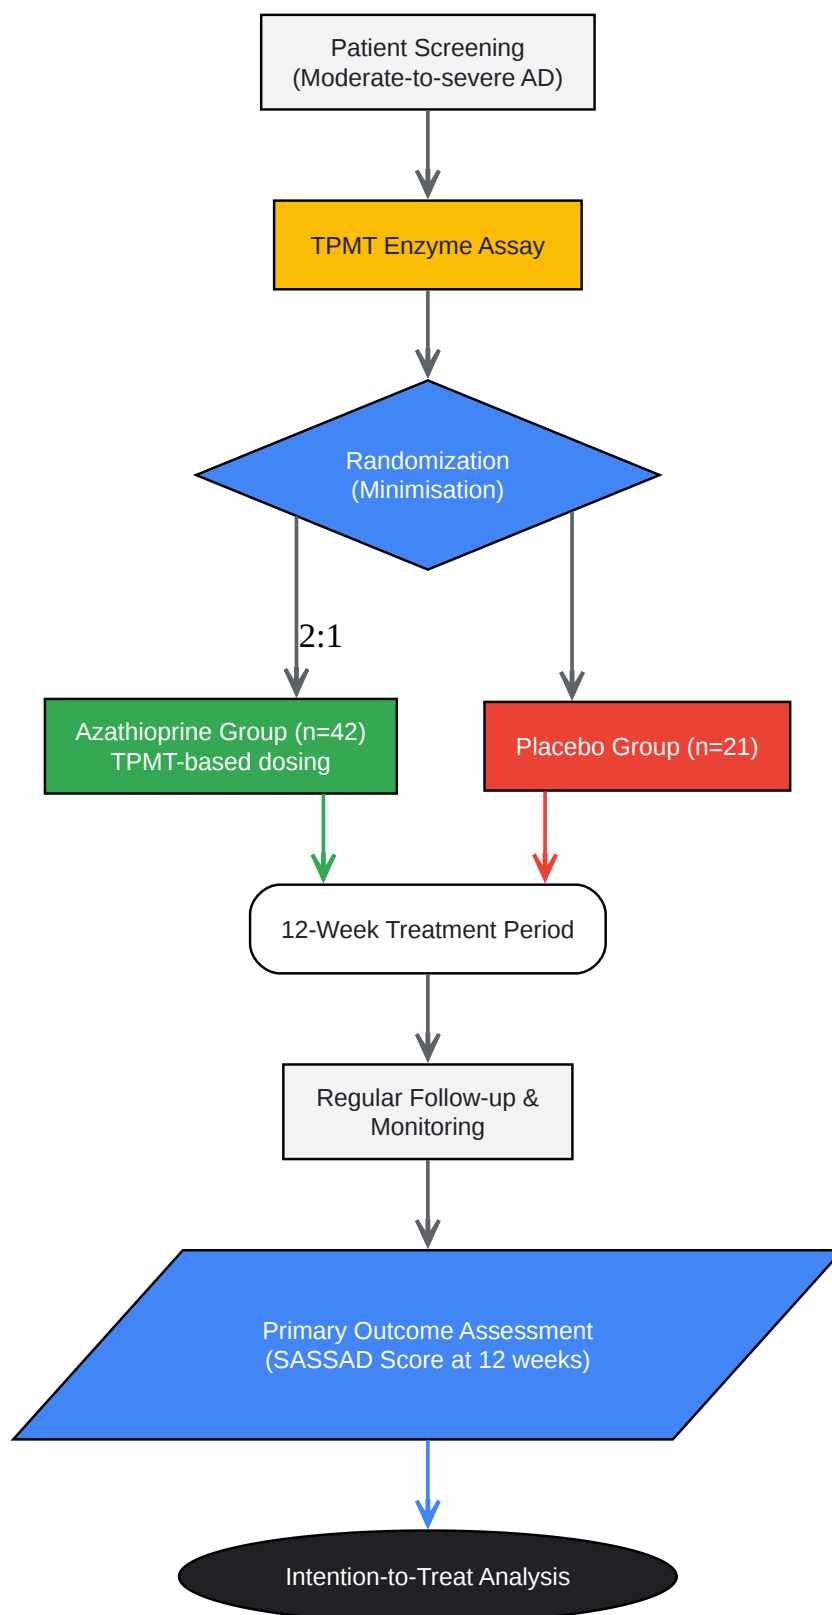 Patient Screening
(Moderate-to-severe AD)
TPMT Enzyme Assay
Randomization
(Minimisation)
2:1
Azathioprine Group (n=42)
TPMT-based dosing
Placebo Group (n=21)
12-Week Treatment Period
Regular Follow-up &
Monitoring
Primary Outcome Assessment
(SASSAD Score at 12 weeks)
Intention-to-Treat Analysis